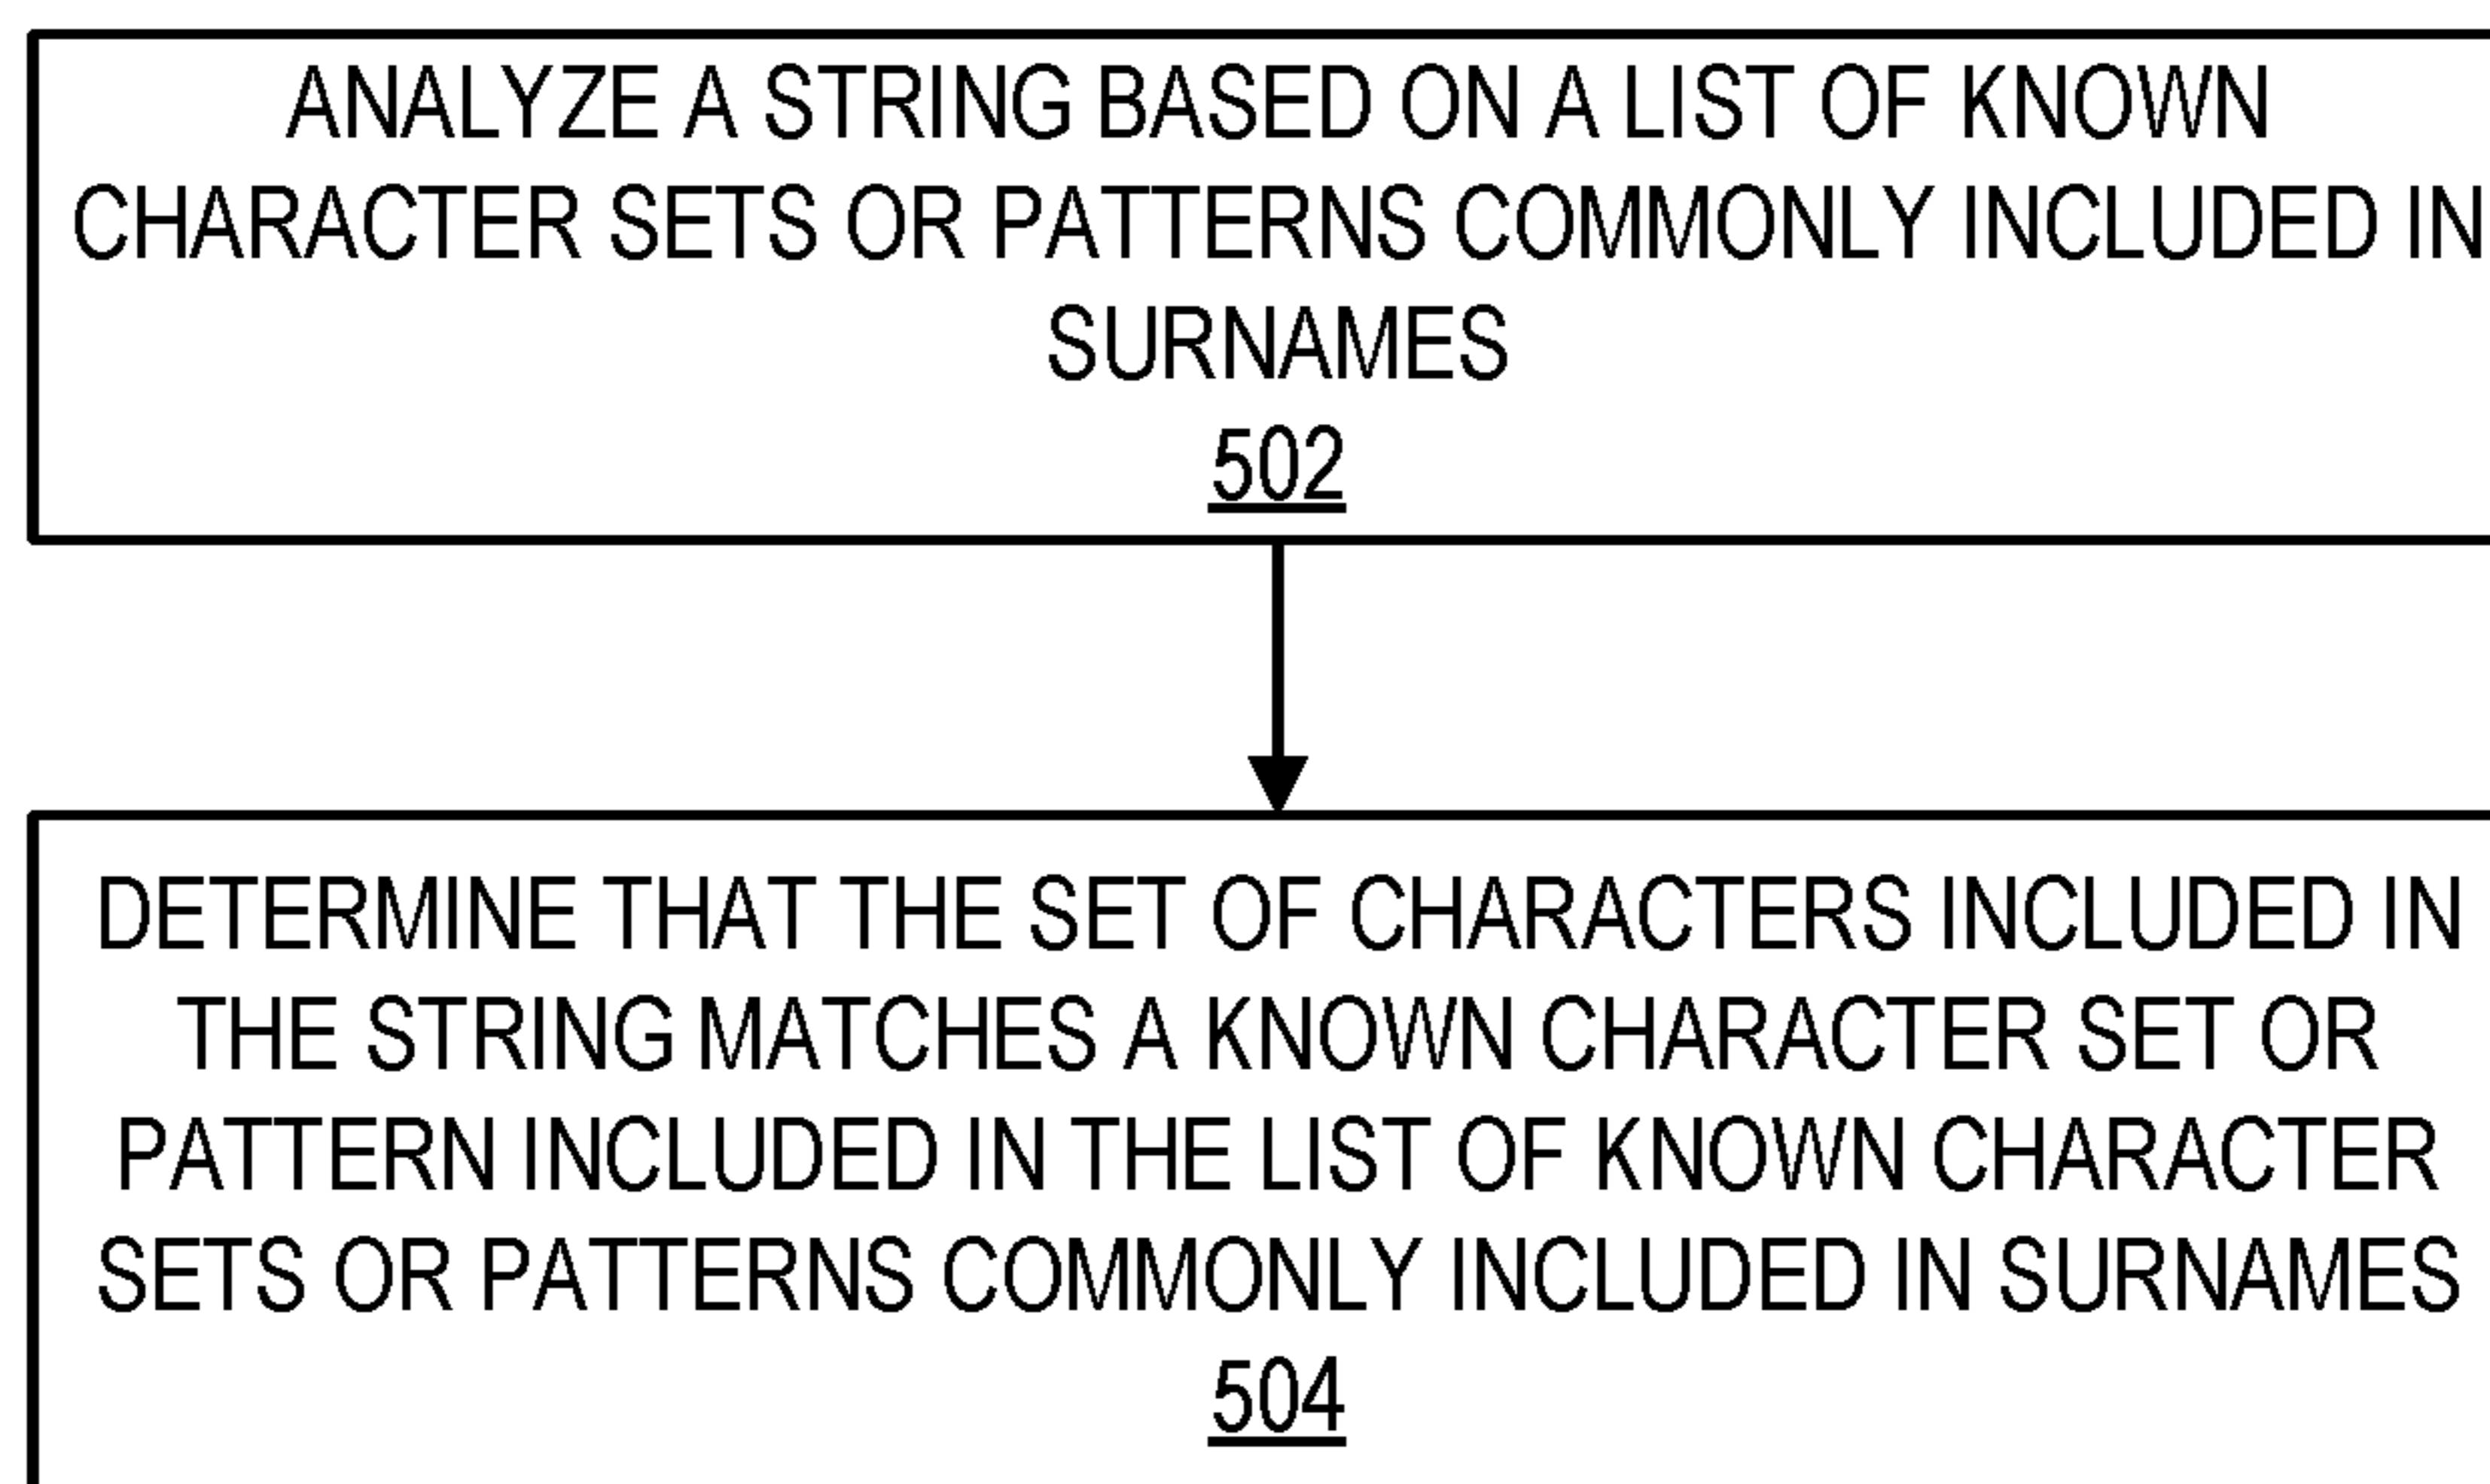 ANALYZE A STRING BASED ON A LIST OF KNOWN
CHARACTER SETS OR PATTERNS COMMONLY INCLUDED IN
SURNAMES
502
DETERMINE THAT THE SET OF CHARACTERS INCLUDED IN
THE STRING MATCHES A KNOWN CHARACTER SET OR
PATTERN INCLUDED IN THE LIST OF KNOWN CHARACTER
SETS OR PATTERNS COMMONLY INCLUDED IN SURNAMES
504